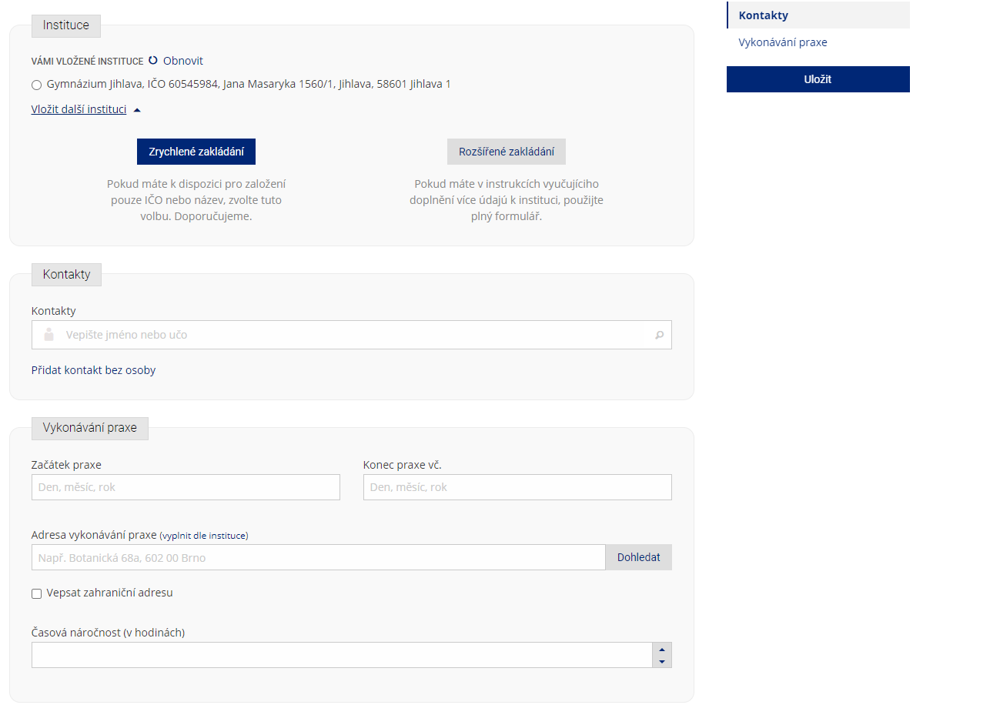 Instituce
VÁMI VLOŽENÉ INSTITUCE Obnovit
Gymnázium Jihlava, IČO 60545984, Jana Masaryka 1560/1, Jihlava, 58601 Jihlava 1
Vložit další instituci
Zrychlené zakládání
Pokud máte k dispozici pro založení
pouze IČO nebo název, zvolte tuto
volbu. Doporučujeme.
Rozšířené zakládání
Pokud máte v instrukcích vyučujícího
doplnění více údajú k instituci, použijte
plný formulář.
Kontakty
Kontakty
Vepište jméno nebo učo
Přidat kontakt bez osoby
Vykonávání praxe
Začátek praxe
Den, měsíc, rok
Konec praxe vč.
Den, měsíc, rok
Adresa vykonávání praxe (vyplnit dle instituce)
Např. Botanická 68a, 602 00 Brno
Dohledat
Vepsat zahraniční adresu
Časová náročnost (v hodinách)
Kontakty
Vykonávání praxe
Uložit